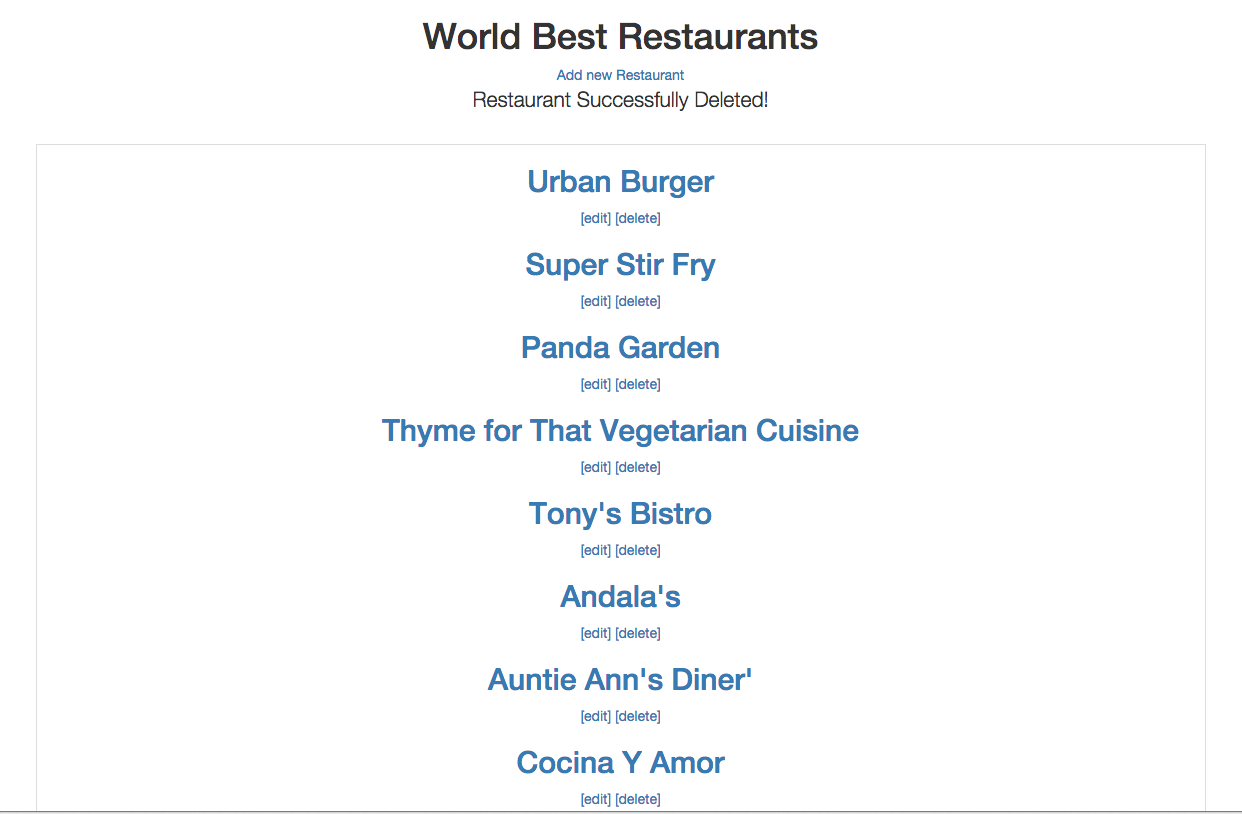 World Best Restaurants
Add new Restaurant
Restaurant Successfully Deleted!
Urban Burger
[edit] [delete]
Super Stir Fry
[edit] [delete]
Panda Garden
[edit] [delete]
Thyme for That Vegetarian Cuisine
[edit] [delete]
Tony's Bistro
[edit] [delete]
Andala's
[edit] [delete]
Auntie Ann's Diner'
[edit] [delete]
Cocina Y Amor
[edit] [delete]